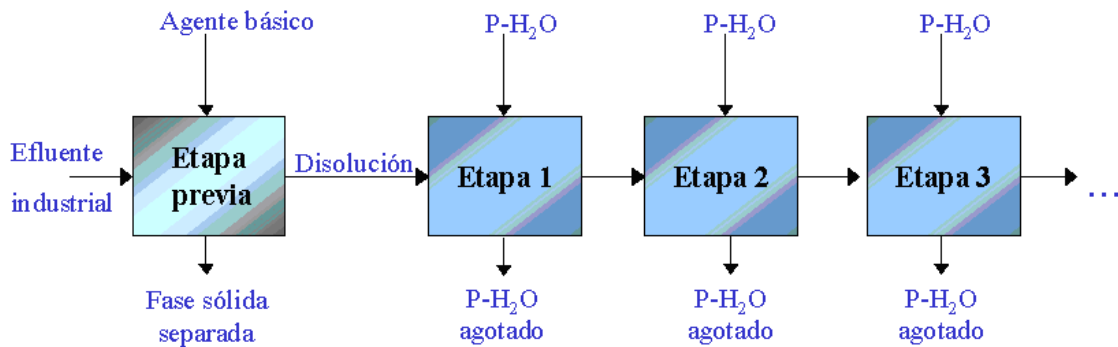 Agente básico
P-H₂O
P-H₂O
P-H₂O
Efluente
industrial
Etapa
previa
Disolución
Etapa 1
Etapa 2
Etapa 3
...
Fase sólida
separada
P-H₂O
agotado
P-H₂O
agotado
P-H₂O
agotado